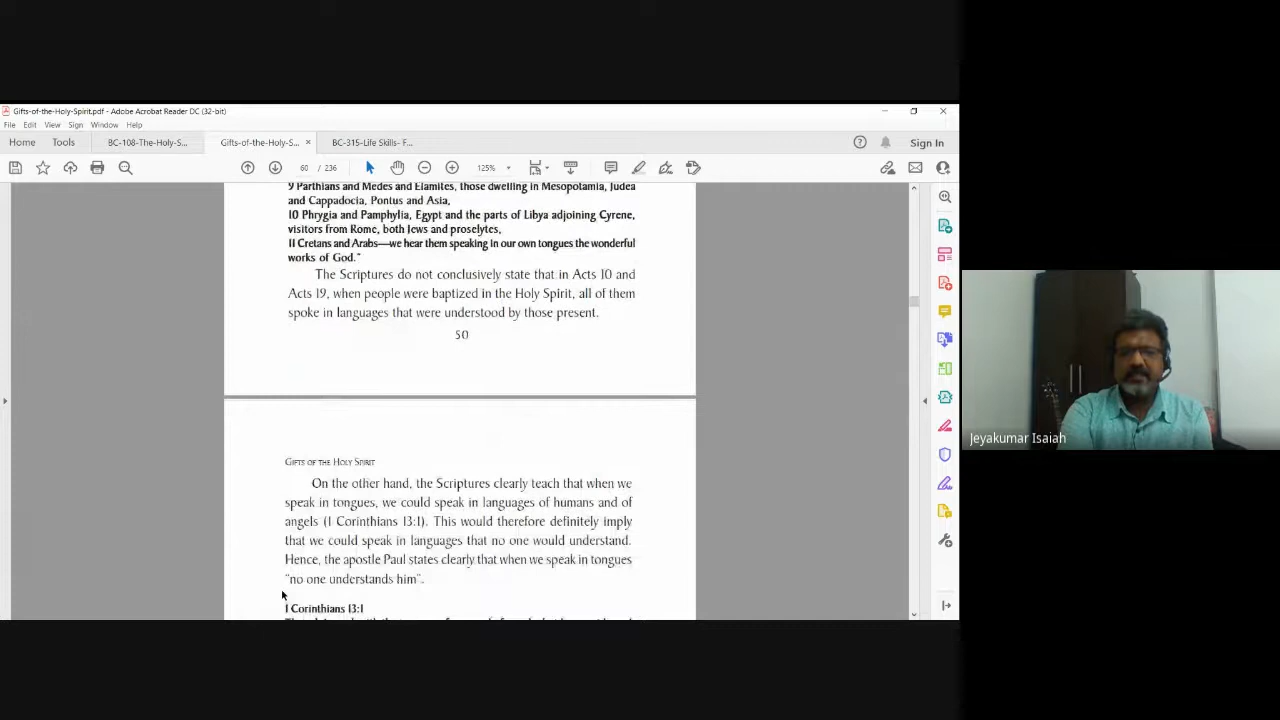 Gifts-of-the-Holy-Spirit.pdf - Adobe Acrobat Reader DC (32-bit)
File Edit View Sign Window Help
Home Tools BC-108-The-Holy-S... Gifts-of-the-Holy-S... × BC-315-Life Skills- F... Sign In
60 / 236 125%
9 Parthians and Medes and Elamites, those dwelling in Mesopotamia, Judea
and Cappadocia, Pontus and Asia,
10 Phrygia and Pamphylia, Egypt and the parts of Libya adjoining Cyrene,
visitors from Rome, both Jews and proselytes,
11 Cretans and Arabs—we hear them speaking in our own tongues the wonderful
works of God."
The Scriptures do not conclusively state that in Acts 10 and
Acts 19, when people were baptized in the Holy Spirit, all of them
spoke in languages that were understood by those present.
50
GIFTS OF THE HOLY SPIRIT
On the other hand, the Scriptures clearly teach that when we
speak in tongues, we could speak in languages of humans and of
angels (1 Corinthians 13:1). This would therefore definitely imply
that we could speak in languages that no one would understand.
Hence, the apostle Paul states clearly that when we speak in tongues
"no one understands him".
1 Corinthians 13:1
Jeyakumar Isaiah